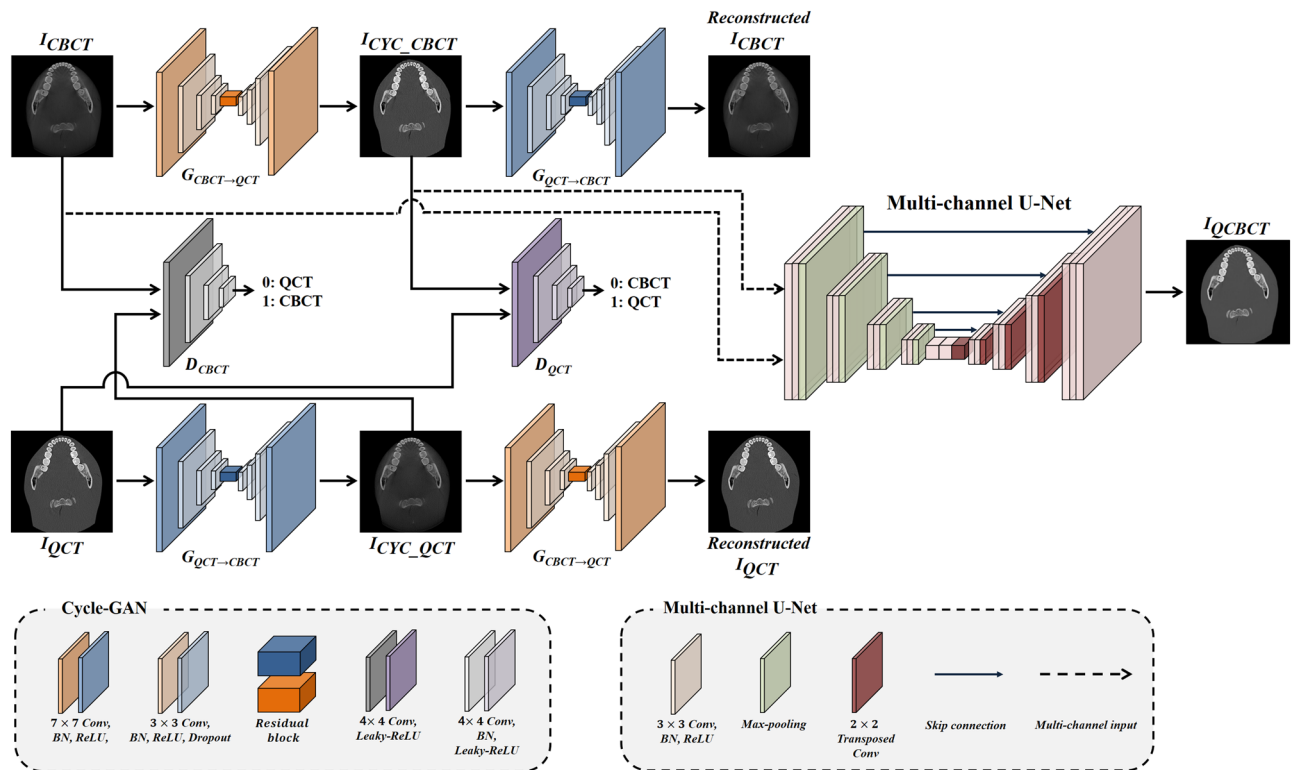 I_CBCT
I_CYC_CBCT
Reconstructed
I_CBCT
G_CBCT→QCT
G_QCT→CBCT
Multi-channel U-Net
I_QCBCT
0: QCT
1: CBCT
0: CBCT
1: QCT
D_CBCT
D_QCT
I_QCT
G_QCT→CBCT
I_CYC_QCT
G_CBCT→QCT
Reconstructed
I_QCT
Cycle-GAN
7 × 7 Conv,
BN, ReLU,
3 × 3 Conv,
BN, ReLU, Dropout
Residual
block
4× 4 Conv,
Leaky-ReLU
4× 4 Conv,
BN,
Leaky-ReLU
Multi-channel U-Net
3 × 3 Conv,
BN, ReLU
Max-pooling
2 × 2
Transposed
Conv
Skip connection
Multi-channel input